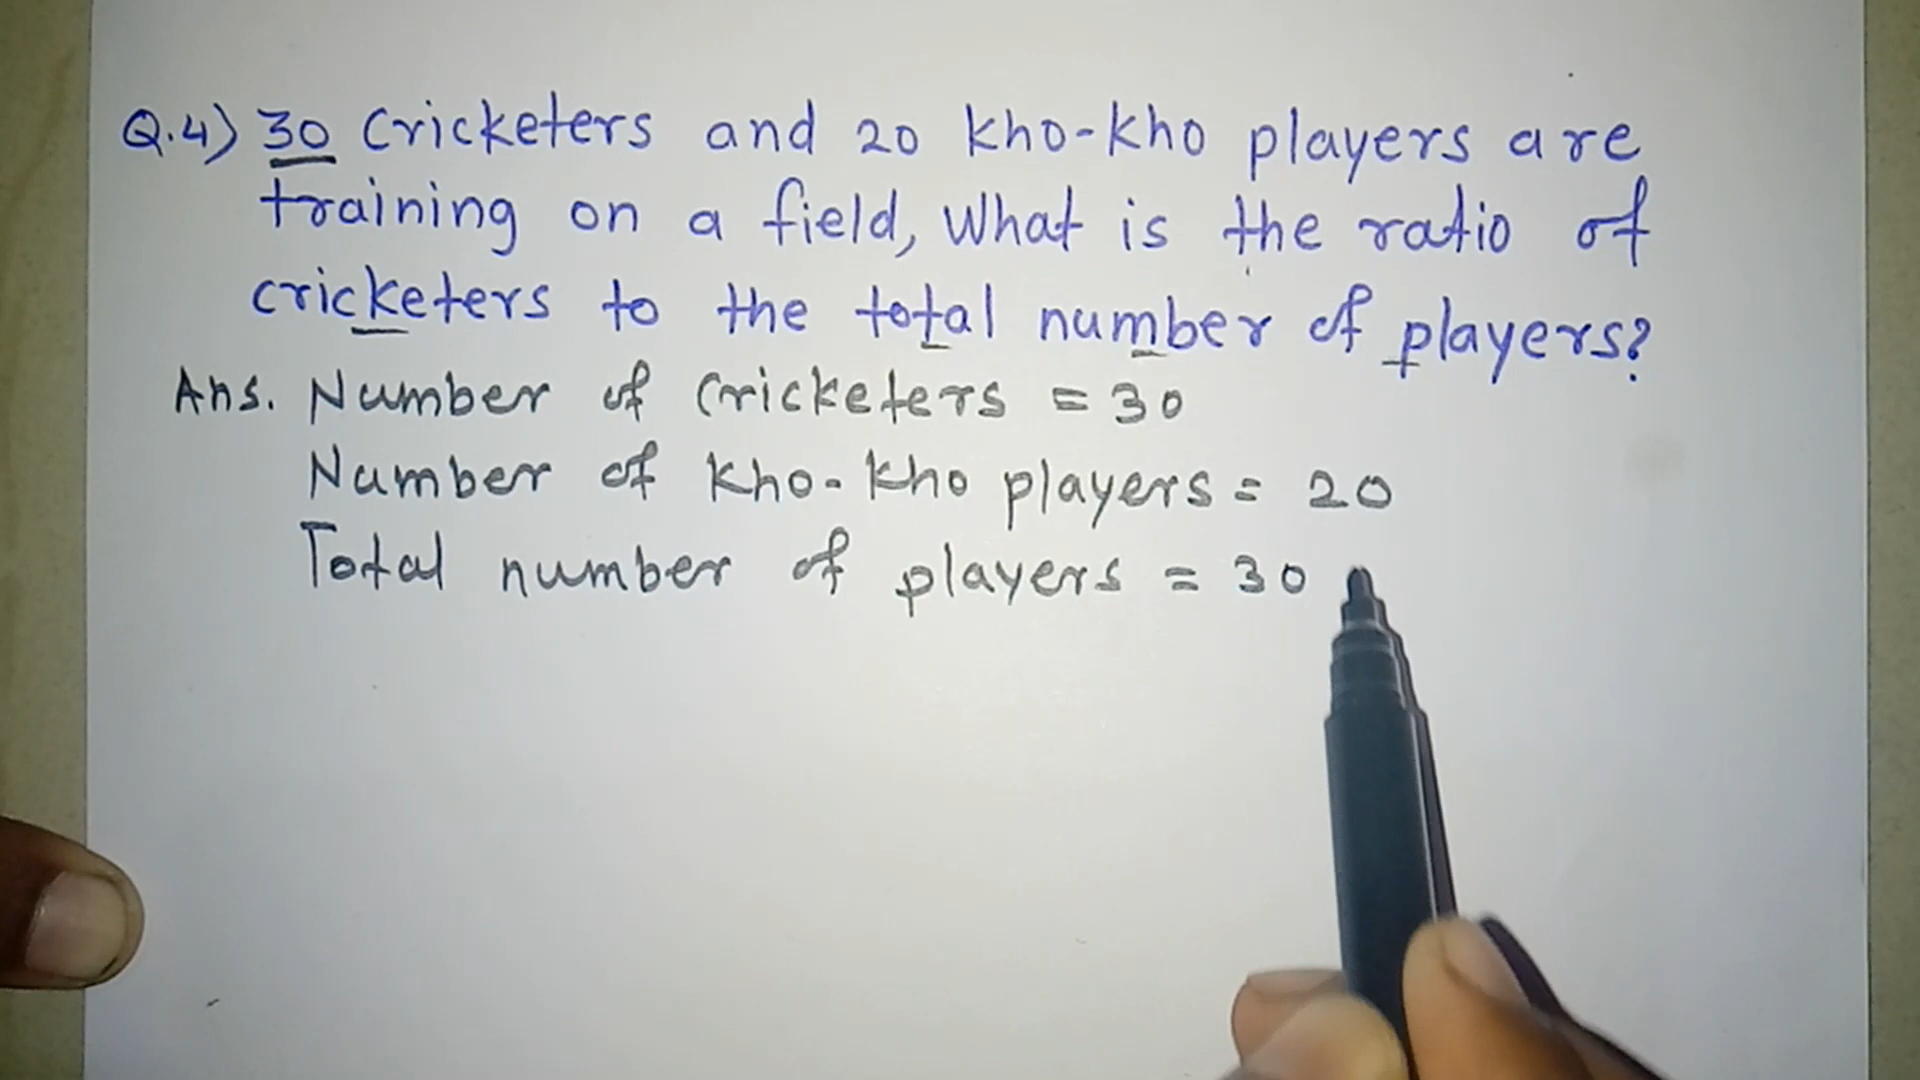 Q.4) 30 Cricketers and 20 kho-kho players are
training on a field, What is the ratio of
cricketers to the total number of players?
Ans. Number of Cricketers = 30
Number of kho-kho players = 20
Total number of players = 30